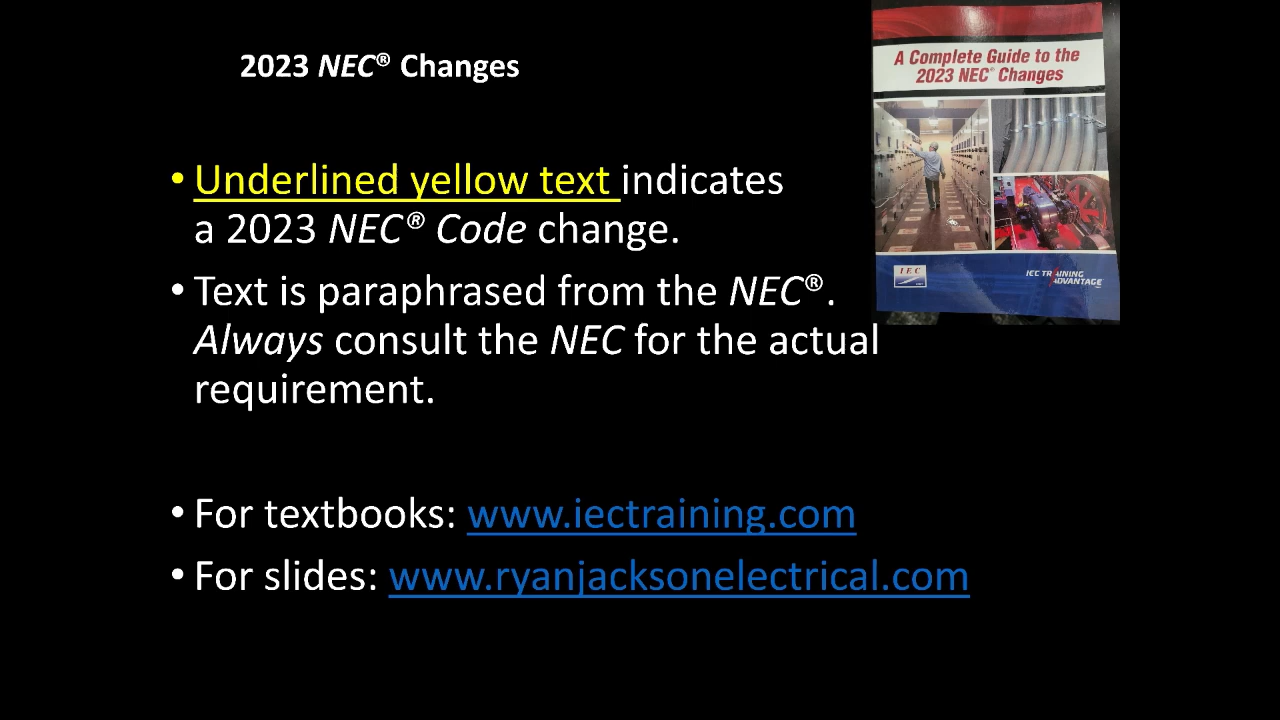 2023 NEC® Changes
A Complete Guide to the
2023 NEC® Changes
• Underlined yellow text indicates
a 2023 NEC® Code change.
• Text is paraphrased from the NEC®.
Always consult the NEC for the actual
requirement.
IEC
IEC TRAINING
ADVANTAGE
• For textbooks: www.iectraining.com
• For slides: www.ryanjacksonelectrical.com